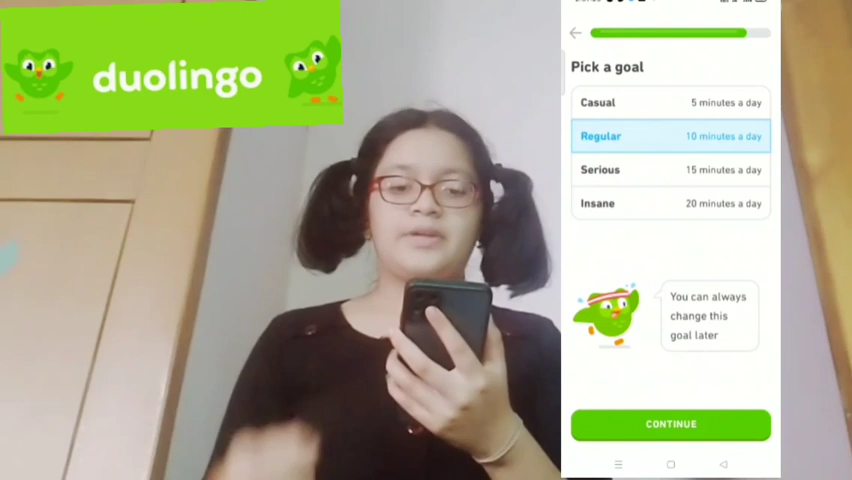 duolingo
Pick a goal
Casual 5 minutes a day
Regular 10 minutes a day
Serious 15 minutes a day
Insane 20 minutes a day
You can always
change this
goal later
CONTINUE